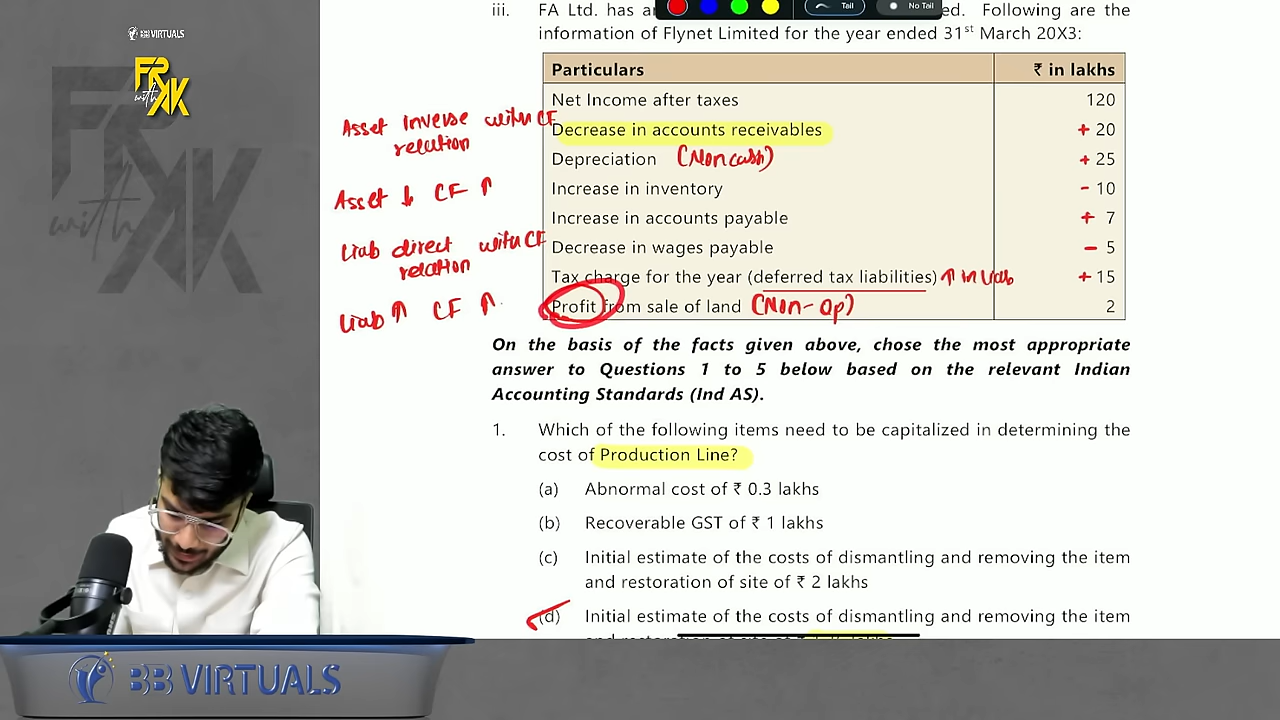 BB VIRTUALS
FR
with AK
FR
with
AK
Tail
No Tail
iii. FA Ltd. has an ed. Following are the
information of Flynet Limited for the year ended 31st March 20X3:
Particulars ₹ in lakhs
Net Income after taxes 120
Decrease in accounts receivables + 20
Depreciation (Non cash) + 25
Increase in inventory - 10
Increase in accounts payable + 7
Decrease in wages payable - 5
Tax charge for the year (deferred tax liabilities) ↑ in liab + 15
Profit from sale of land (Non-op) 2
Asset inverse with CF
relation
Asset ↓ CF ↑
Liab direct with CF
relation
Liab ↑ CF ↑
On the basis of the facts given above, chose the most appropriate
answer to Questions 1 to 5 below based on the relevant Indian
Accounting Standards (Ind AS).
1. Which of the following items need to be capitalized in determining the
cost of Production Line?
(a) Abnormal cost of ₹ 0.3 lakhs
(b) Recoverable GST of ₹ 1 lakhs
(c) Initial estimate of the costs of dismantling and removing the item
and restoration of site of ₹ 2 lakhs
(d) Initial estimate of the costs of dismantling and removing the item
BB VIRTUALS